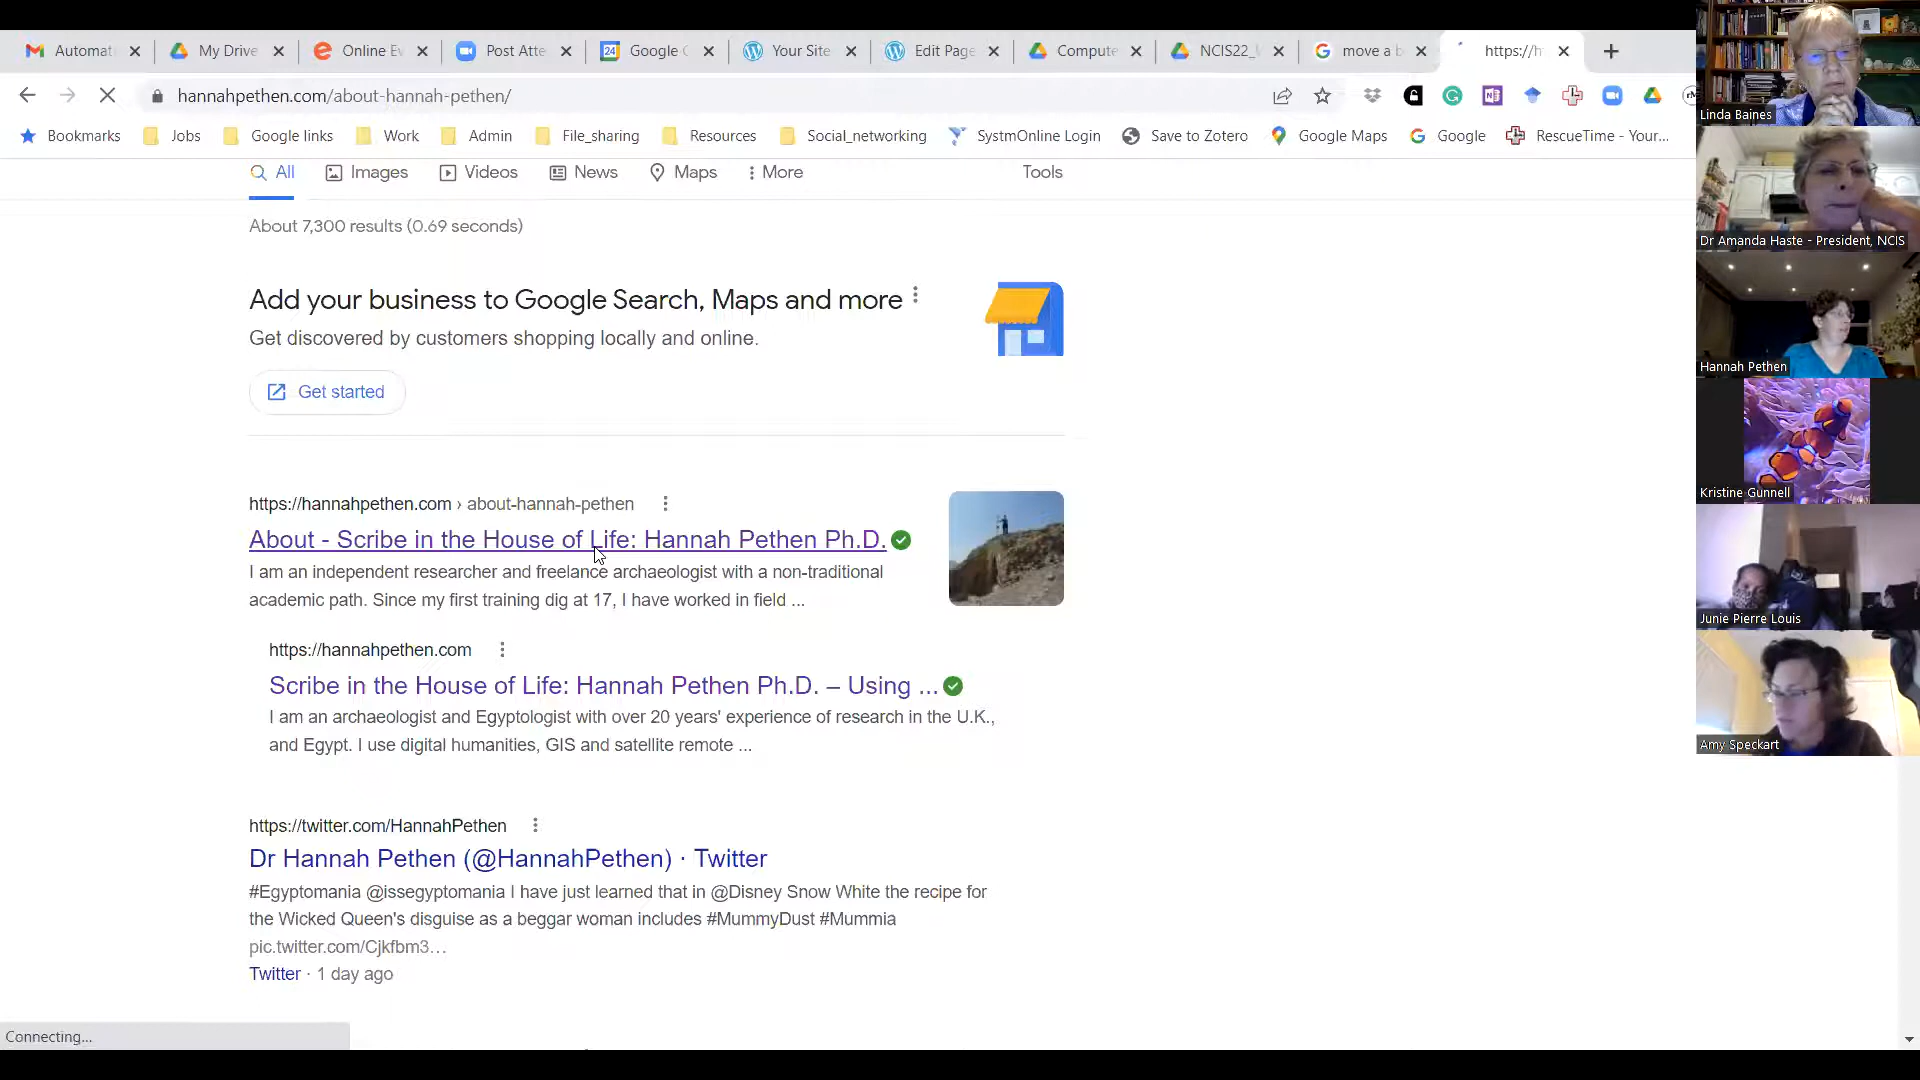 Automat
My Drive
Online Ev
Post Atte
24
Google C
Your Site
Edit Page
Compute
NCIS22_
move a b
https://h
hannahpethen.com/about-hannah-pethen/
Bookmarks
Jobs
Google links
Work
Admin
File_sharing
Resources
Social_networking
SystmOnline Login
Save to Zotero
Google Maps
Google
RescueTime - Your...
All
Images
Videos
News
Maps
More
Tools
About 7,300 results (0.69 seconds)
Add your business to Google Search, Maps and more
Get discovered by customers shopping locally and online.
Get started
https://hannahpethen.com › about-hannah-pethen
About - Scribe in the House of Life: Hannah Pethen Ph.D.
I am an independent researcher and freelance archaeologist with a non-traditional
academic path. Since my first training dig at 17, I have worked in field ...
https://hannahpethen.com
Scribe in the House of Life: Hannah Pethen Ph.D. – Using ...
I am an archaeologist and Egyptologist with over 20 years' experience of research in the U.K.,
and Egypt. I use digital humanities, GIS and satellite remote ...
https://twitter.com/HannahPethen
Dr Hannah Pethen (@HannahPethen) · Twitter
#Egyptomania @issegyptomania I have just learned that in @Disney Snow White the recipe for
the Wicked Queen's disguise as a beggar woman includes #MummyDust #Mummia
pic.twitter.com/Cjkfbm3…
Twitter · 1 day ago
Connecting...
Linda Baines
Dr Amanda Haste - President, NCIS
Hannah Pethen
Kristine Gunnell
Junie Pierre Louis
Amy Speckart